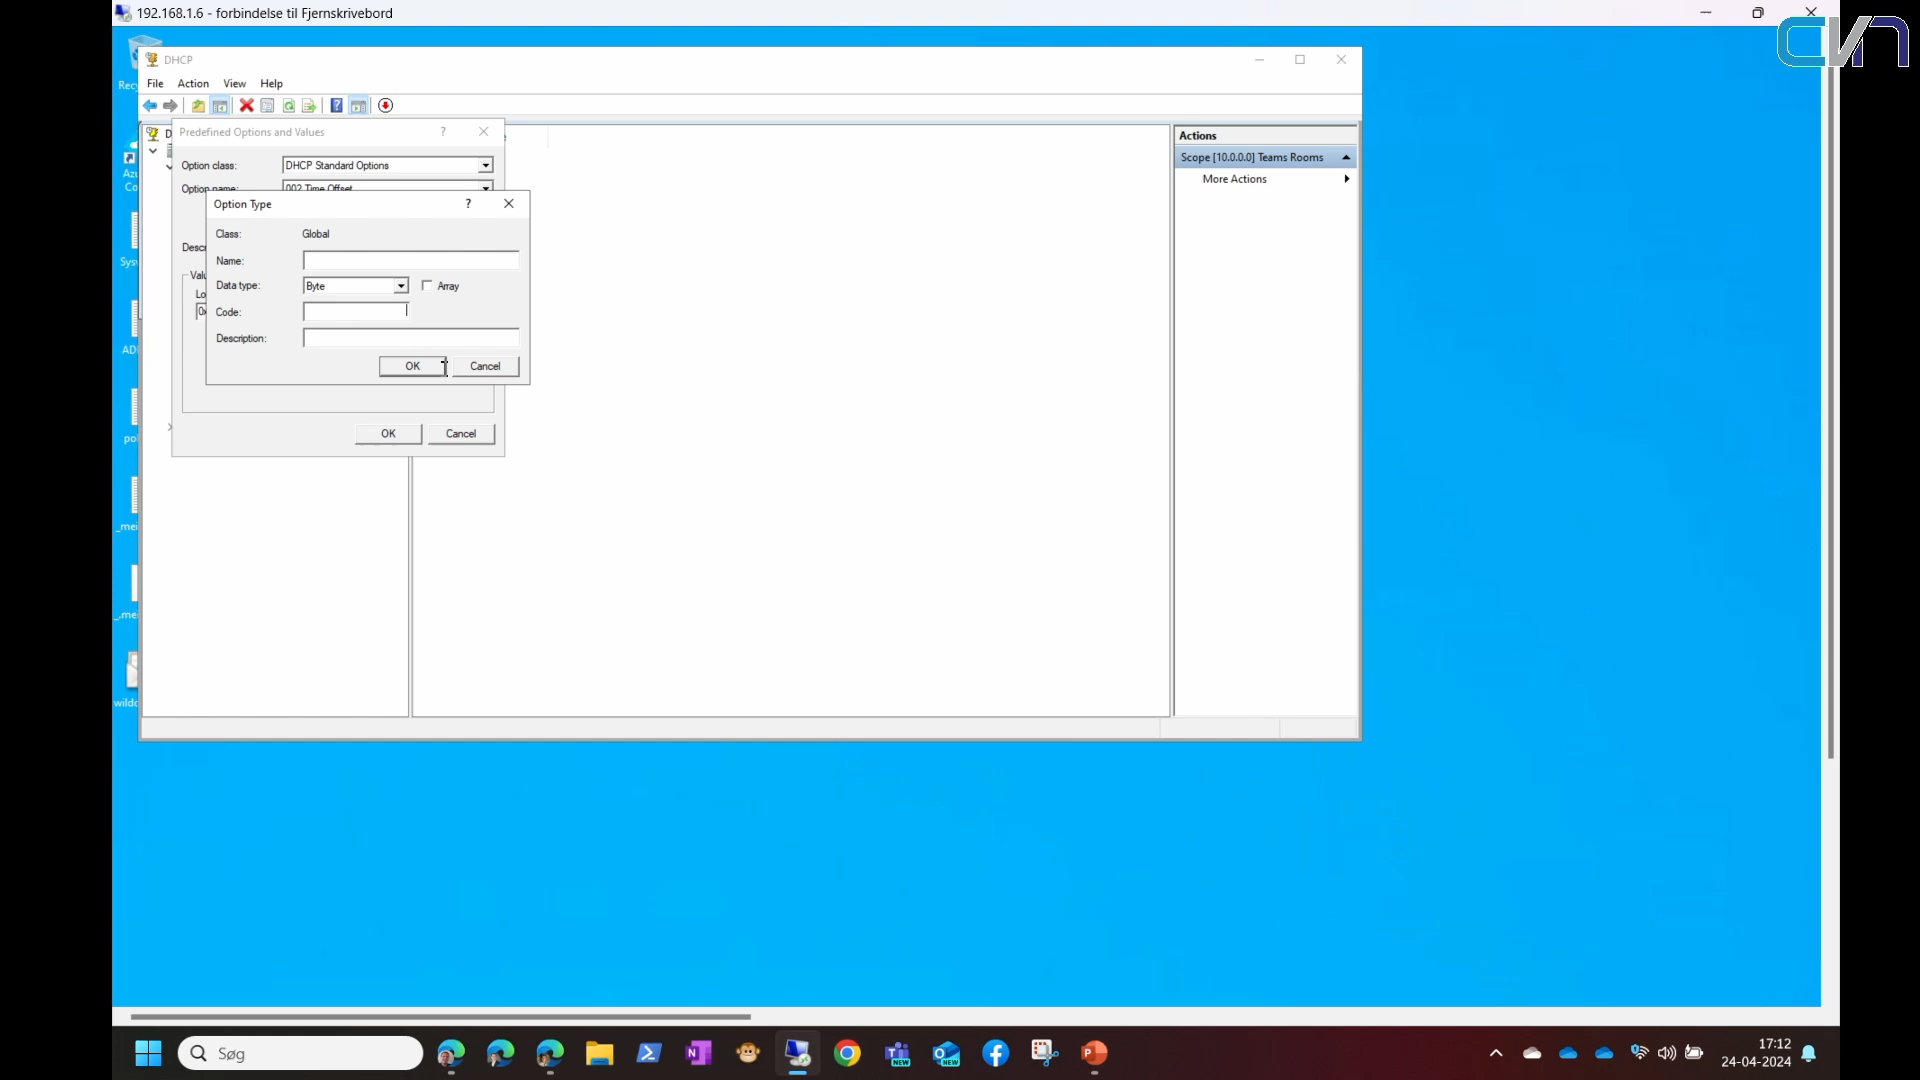 192.168.1.6 - forbindelse til Fjernskrivebord
CVN
DHCP
File Action View Help
Predefined Options and Values
Option class: DHCP Standard Options
Option name: 002 Time Offset
Option Type
Class: Global
Name:
Data type: Byte Array
Code:
Description:
OK Cancel
OK Cancel
Actions
Scope [10.0.0.0] Teams Rooms
More Actions
Søg
NEW
NEW
17:12
24-04-2024